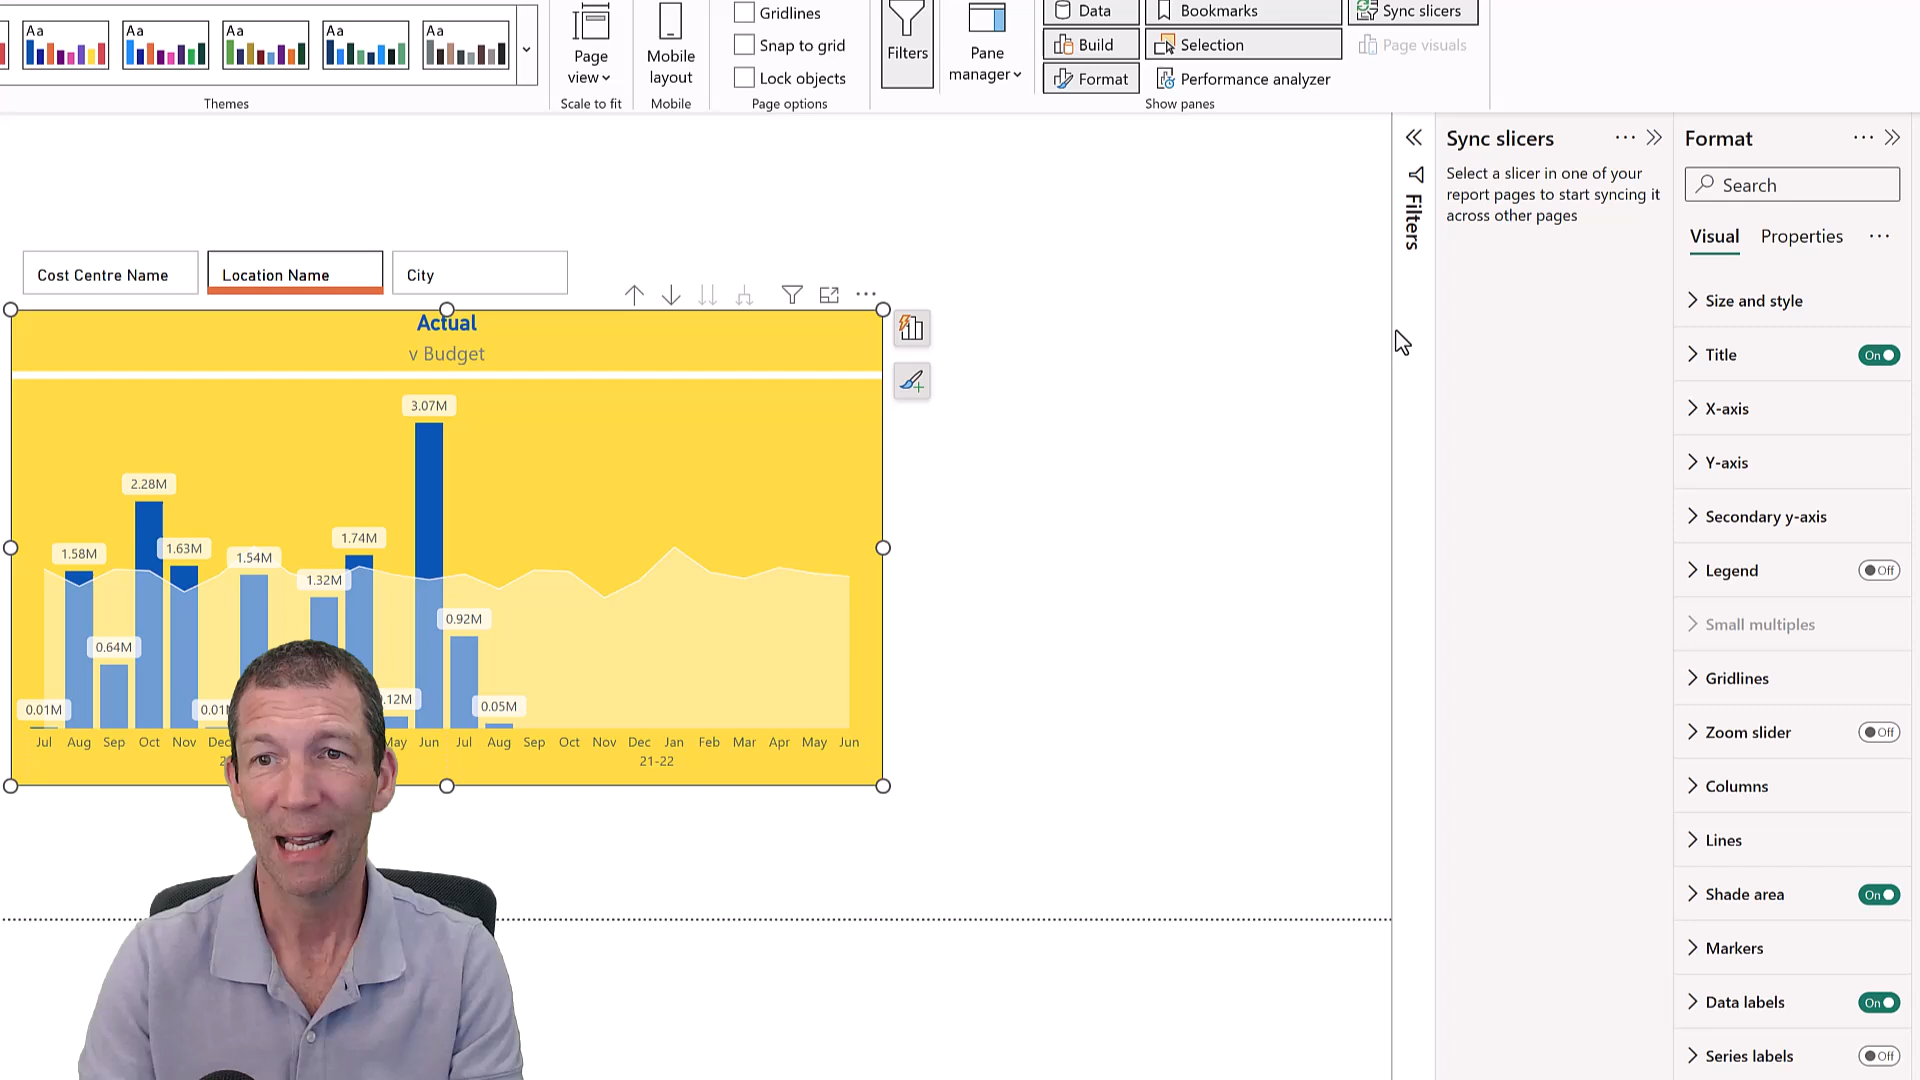 Aa Aa Aa Aa Aa
Themes
Page view
Scale to fit
Mobile layout
Mobile
Gridlines
Snap to grid
Lock objects
Page options
Filters
Pane manager
Data
Build
Format
Bookmarks
Selection
Performance analyzer
Sync slicers
Page visuals
Show panes
Cost Centre Name
Location Name
City
Actual
v Budget
3.07M
2.28M
1.58M
1.63M
1.54M
1.74M
1.32M
0.64M
0.92M
0.01M
0.05M
Jul Aug Sep Oct Nov Dec May Jun Jul Aug Sep Oct Nov Dec Jan Feb Mar Apr May Jun
21-22
Filters
Sync slicers
Select a slicer in one of your
report pages to start syncing it
across other pages
Format
Search
Visual Properties
Size and style
Title On
X-axis
Y-axis
Secondary y-axis
Legend Off
Small multiples
Gridlines
Zoom slider Off
Columns
Lines
Shade area On
Markers
Data labels On
Series labels Off